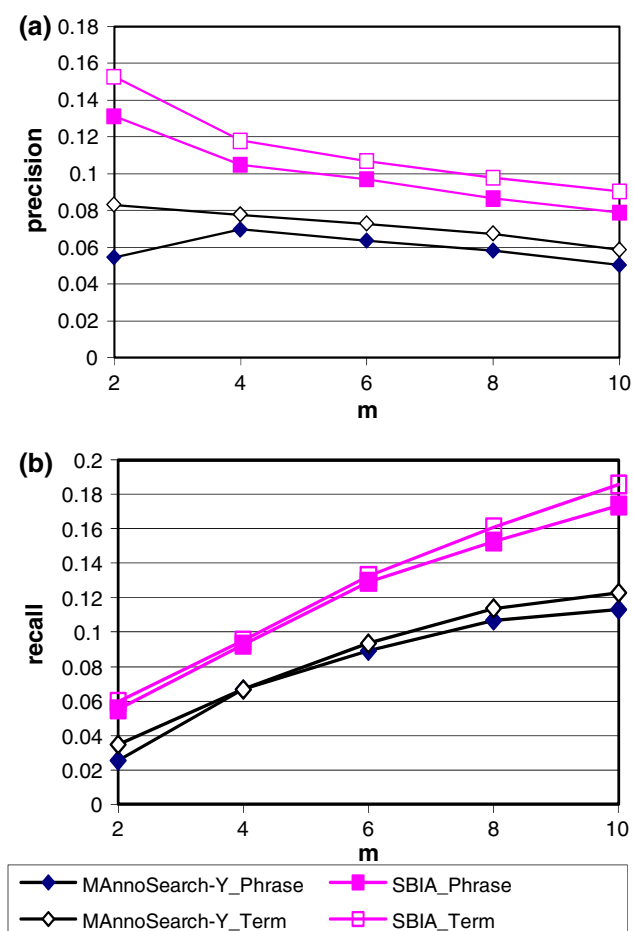 (a)
0.18
0.16
0.14
0.12
0.1
0.08
0.06
0.04
0.02
0
precision
2 4 6 8 10
m
(b)
0.2
0.18
0.16
0.14
0.12
0.1
0.08
0.06
0.04
0.02
0
recall
2 4 6 8 10
m
MAnnoSearch-Y_Phrase SBIA_Phrase
MAnnoSearch-Y_Term SBIA_Term